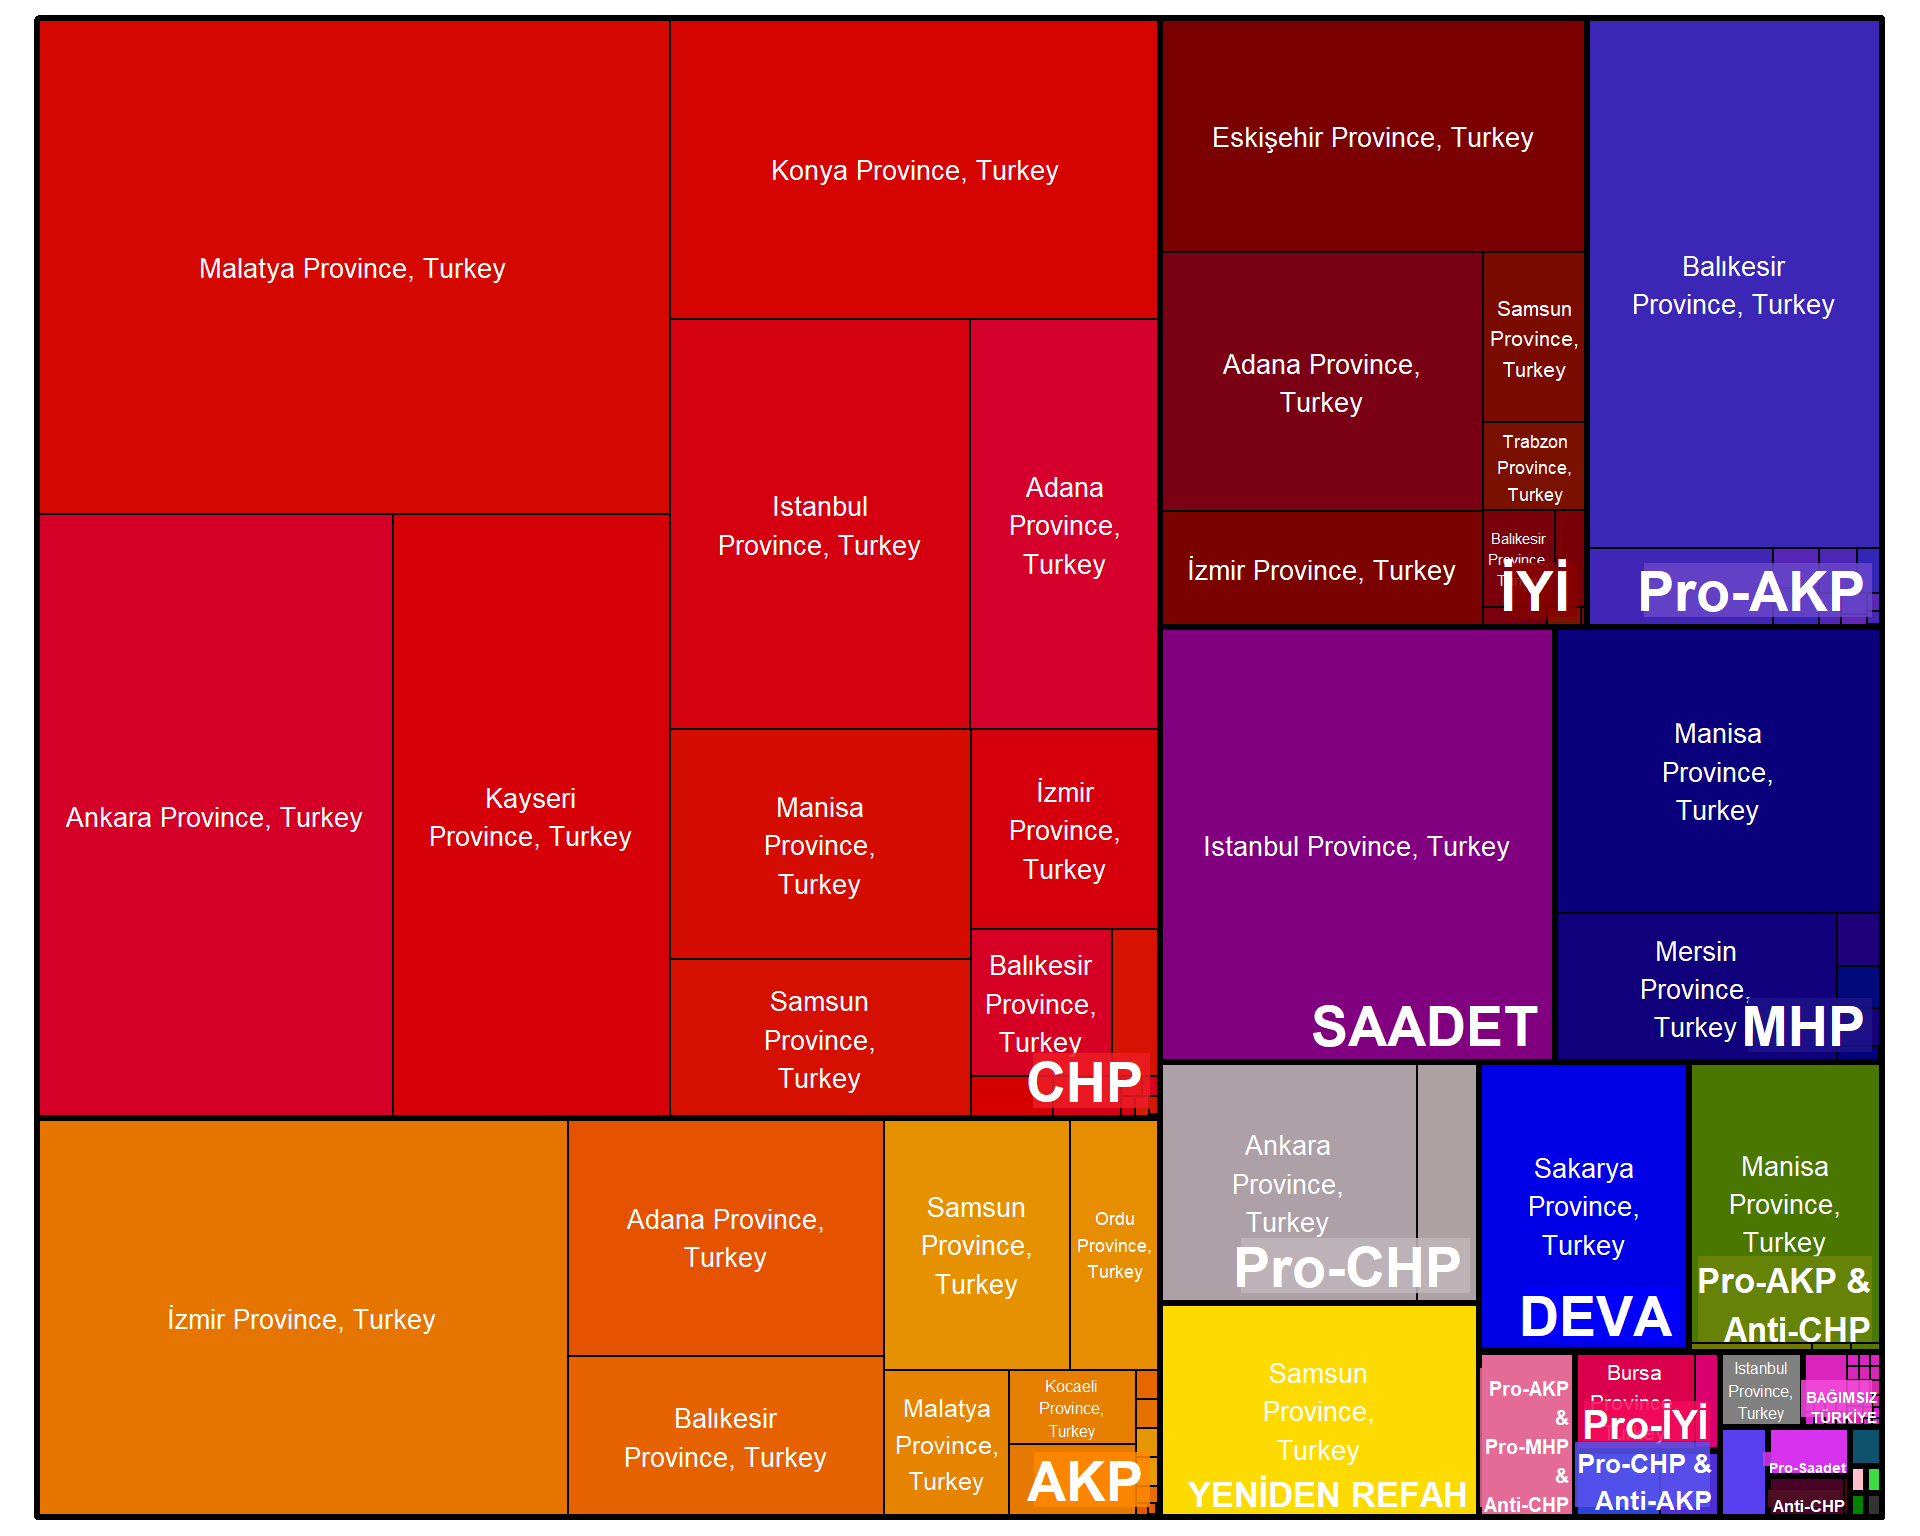 Malatya Province, Turkey
Konya Province, Turkey
Ankara Province, Turkey
Kayseri
Province, Turkey
Istanbul
Province, Turkey
Adana
Province,
Turkey
Manisa
Province,
Turkey
İzmir
Province,
Turkey
Samsun
Province,
Turkey
Balıkesir
Province,
Turkey
CHP
Eskişehir Province, Turkey
Adana Province,
Turkey
Samsun
Province,
Turkey
Trabzon
Province,
Turkey
İzmir Province, Turkey
Balıkesir
Province,
İYİ
Balıkesir
Province, Turkey
Pro-AKP
Istanbul Province, Turkey
SAADET
Manisa
Province,
Turkey
Mersin
Province,
Turkey
MHP
İzmir Province, Turkey
Adana Province,
Turkey
Balıkesir
Province, Turkey
Samsun
Province,
Turkey
Ordu
Province,
Turkey
Malatya
Province,
Turkey
Kocaeli
Province,
Turkey
AKP
Ankara
Province,
Turkey
Pro-CHP
Sakarya
Province,
Turkey
DEVA
Manisa
Province,
Turkey
Pro-AKP &
Anti-CHP
Samsun
Province,
Turkey
YENİDEN REFAH
Pro-AKP
&
Pro-MHP
&
Anti-CHP
Bursa
Province,
Pro-İYİ
Pro-CHP &
Anti-AKP
Istanbul
Province,
Turkey
BAĞIMSIZ
TÜRKİYE
Pro-Saadet
Anti-CHP